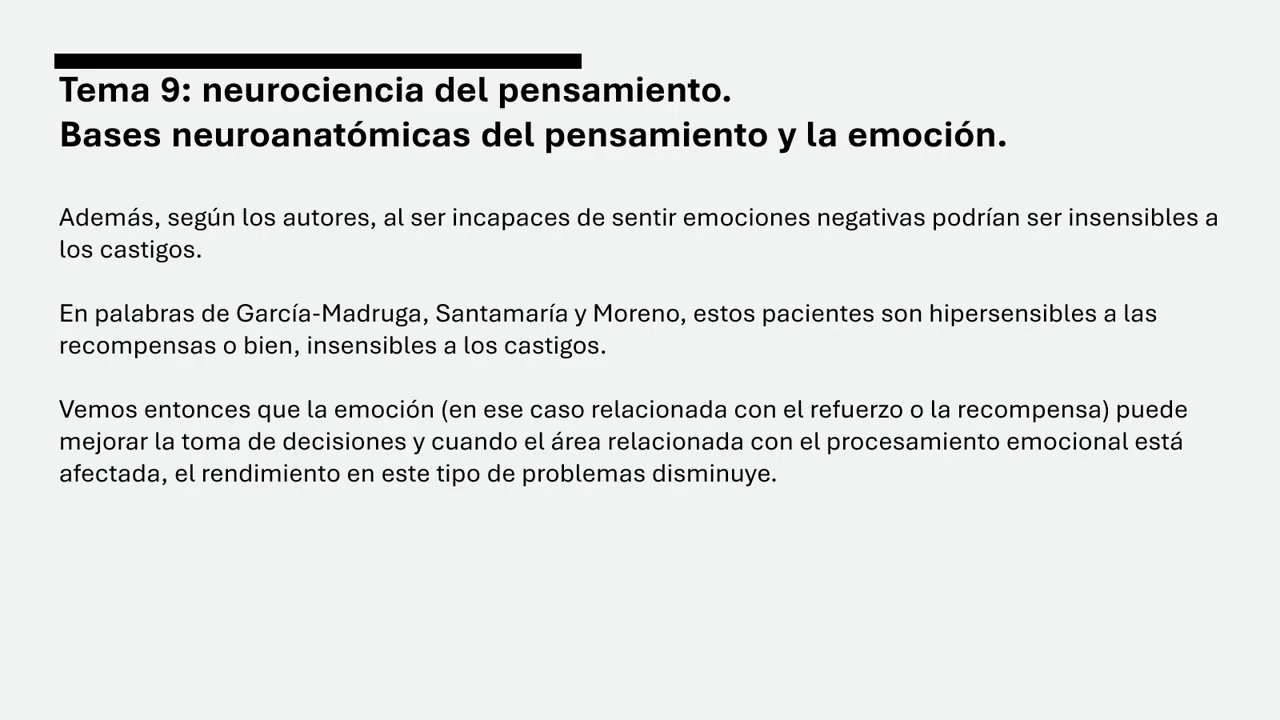 Tema 9: neurociencia del pensamiento.
Bases neuroanatómicas del pensamiento y la emoción.
Además, según los autores, al ser incapaces de sentir emociones negativas podrían ser insensibles a
los castigos.
En palabras de García-Madruga, Santamaría y Moreno, estos pacientes son hipersensibles a las
recompensas o bien, insensibles a los castigos.
Vemos entonces que la emoción (en ese caso relacionada con el refuerzo o la recompensa) puede
mejorar la toma de decisiones y cuando el área relacionada con el procesamiento emocional está
afectada, el rendimiento en este tipo de problemas disminuye.